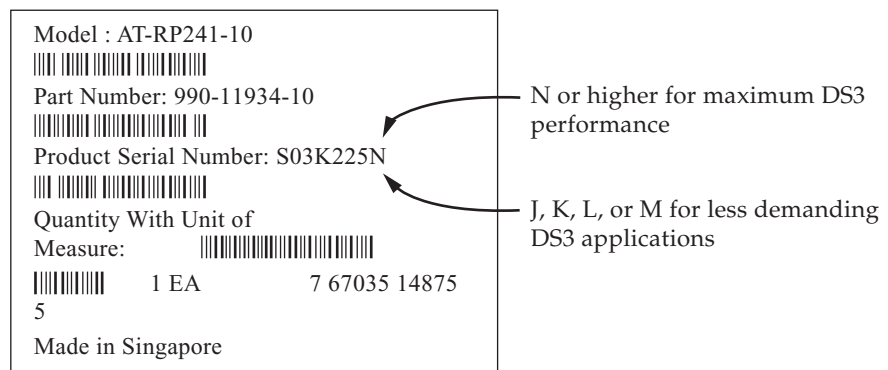 Model : AT-RP241-10
Part Number: 990-11934-10
Product Serial Number: S03K225N
Quantity With Unit of
Measure:
1 EA 7 67035 14875
5
Made in Singapore
N or higher for maximum DS3
performance
J, K, L, or M for less demanding
DS3 applications